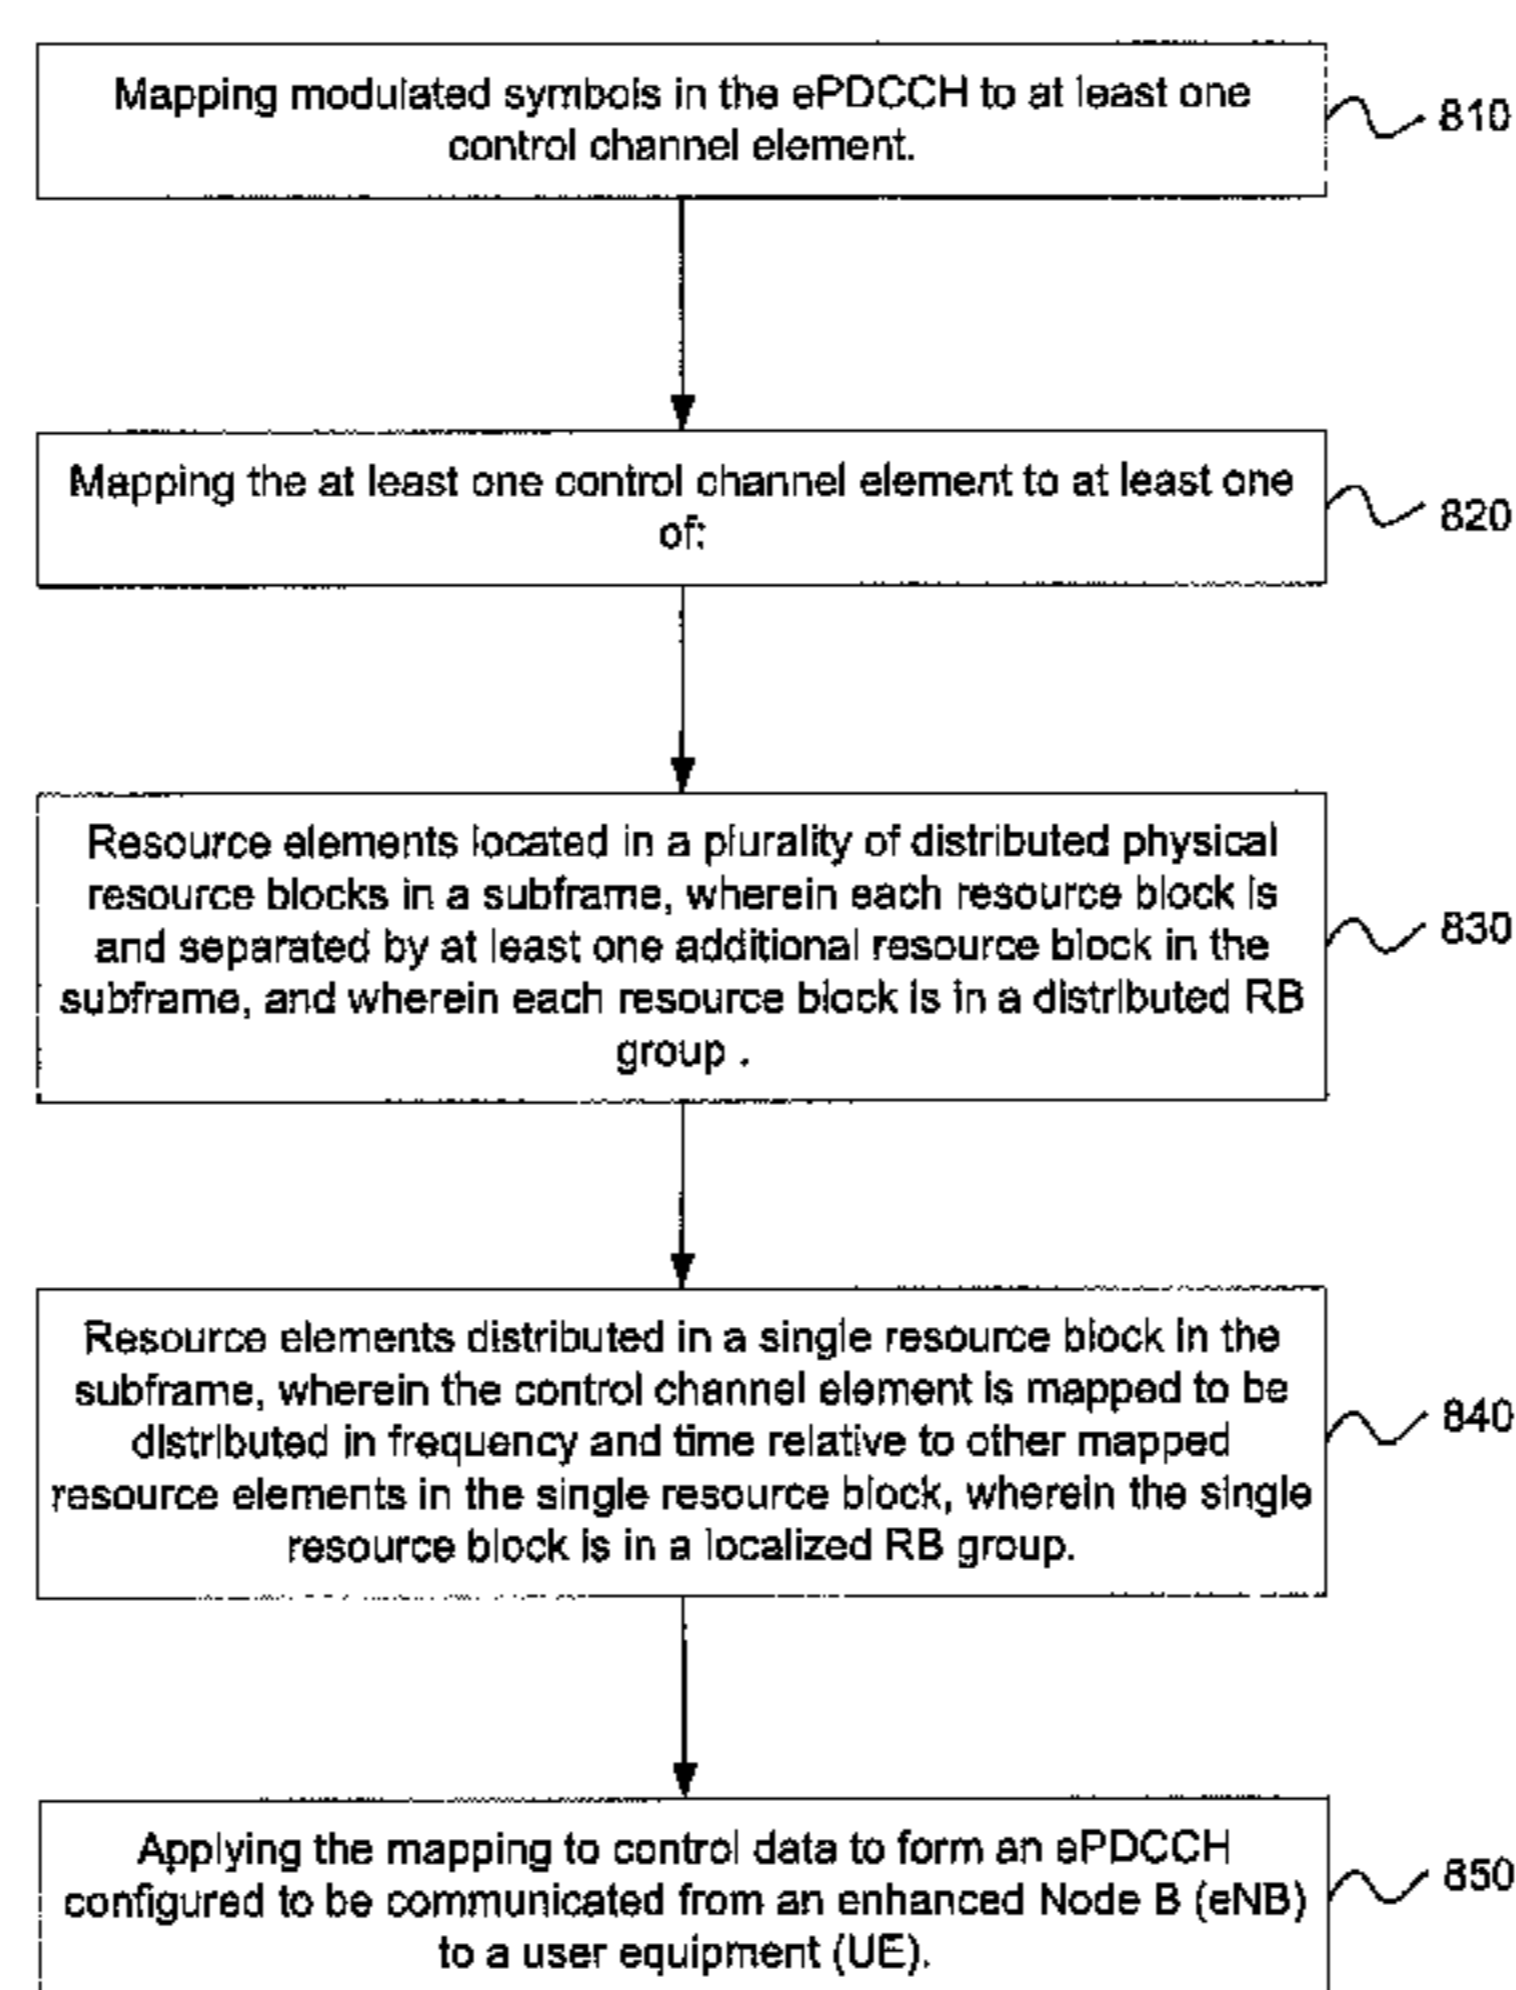 Mapping modulated symbols in the ePDCCH to at least one
control channel element.
810
Mapping the at least one control channel element to at least one
of:
820
Resource elements located in a plurality of distributed physical
resource blocks in a subframe, wherein each resource block is
and separated by at least one additional resource block in the
subframe, and wherein each resource block is in a distributed RB
group .
830
Resource elements distributed in a single resource block in the
subframe, wherein the control channel element is mapped to be
distributed in frequency and time relative to other mapped
resource elements in the single resource block, wherein the single
resource block is in a localized RB group.
840
Applying the mapping to control data to form an ePDCCH
configured to be communicated from an enhanced Node B (eNB)
to a user equipment (UE).
850